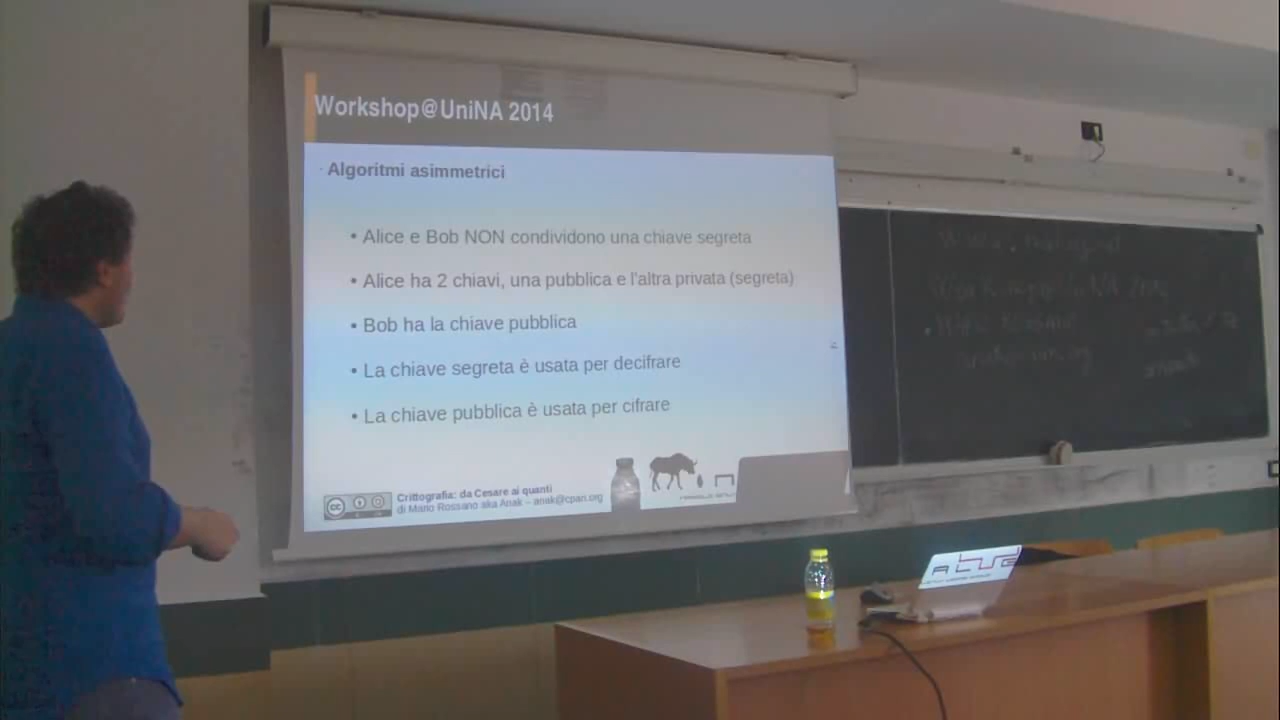 Workshop@UniNA 2014
Algoritmi asimmetrici
• Alice e Bob NON condividono una chiave segreta
• Alice ha 2 chiavi, una pubblica e l'altra privata (segreta)
• Bob ha la chiave pubblica
• La chiave segreta è usata per decifrare
• La chiave pubblica è usata per cifrare
cc
Crittografia: da Cesare ai quanti
di Mario Rossano aka Anak – anak@cpan.org